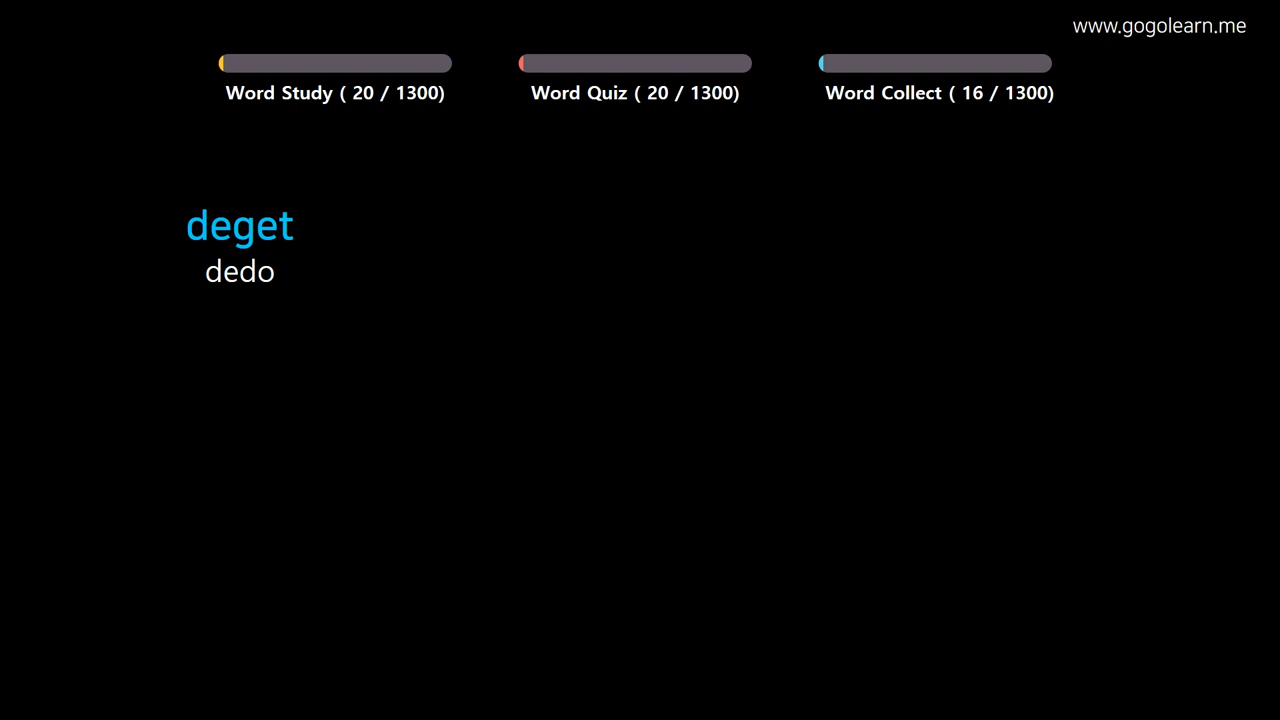 www.gogolearn.me
Word Study ( 20 / 1300)
Word Quiz ( 20 / 1300)
Word Collect ( 16 / 1300)
deget
dedo